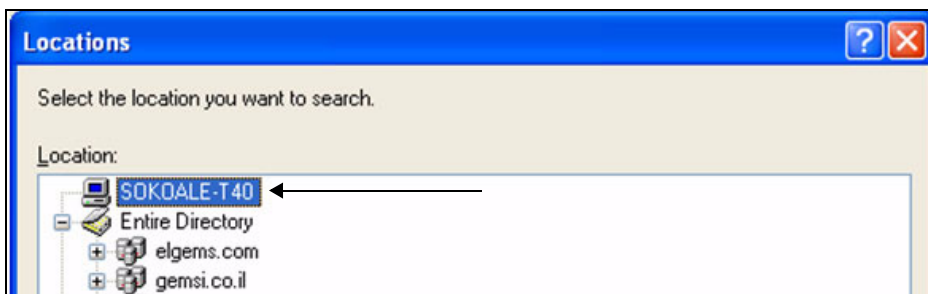 Locations
Select the location you want to search.
Location:
SOKOALE-T40
Entire Directory
elgems.com
gemsi.co.il